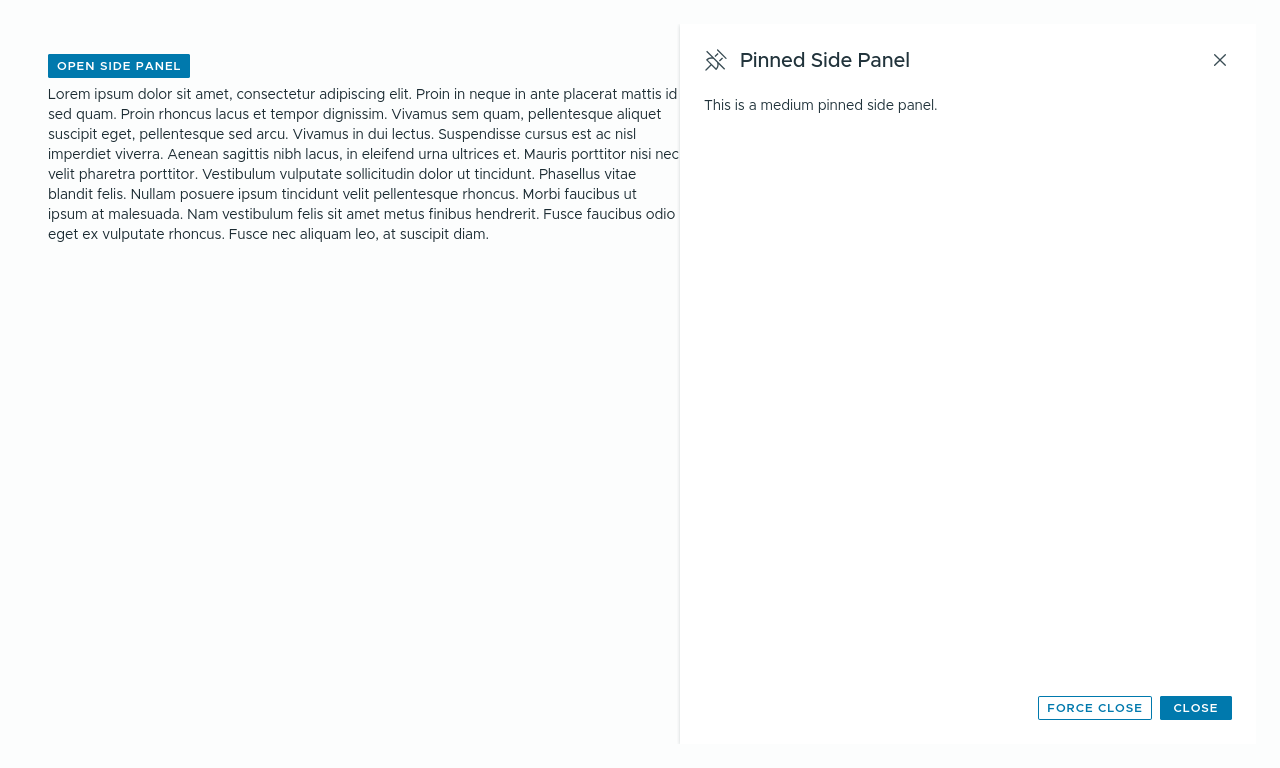 OPEN SIDE PANEL
Lorem ipsum dolor sit amet, consectetur adipiscing elit. Proin in neque in ante placerat mattis id
sed quam. Proin rhoncus lacus et tempor dignissim. Vivamus sem quam, pellentesque aliquet
suscipit eget, pellentesque sed arcu. Vivamus in dui lectus. Suspendisse cursus est ac nisl
imperdiet viverra. Aenean sagittis nibh lacus, in eleifend urna ultrices et. Mauris porttitor nisi nec
velit pharetra porttitor. Vestibulum vulputate sollicitudin dolor ut tincidunt. Phasellus vitae
blandit felis. Nullam posuere ipsum tincidunt velit pellentesque rhoncus. Morbi faucibus ut
ipsum at malesuada. Nam vestibulum felis sit amet metus finibus hendrerit. Fusce faucibus odio
eget ex vulputate rhoncus. Fusce nec aliquam leo, at suscipit diam.
Pinned Side Panel
This is a medium pinned side panel.
FORCE CLOSE
CLOSE